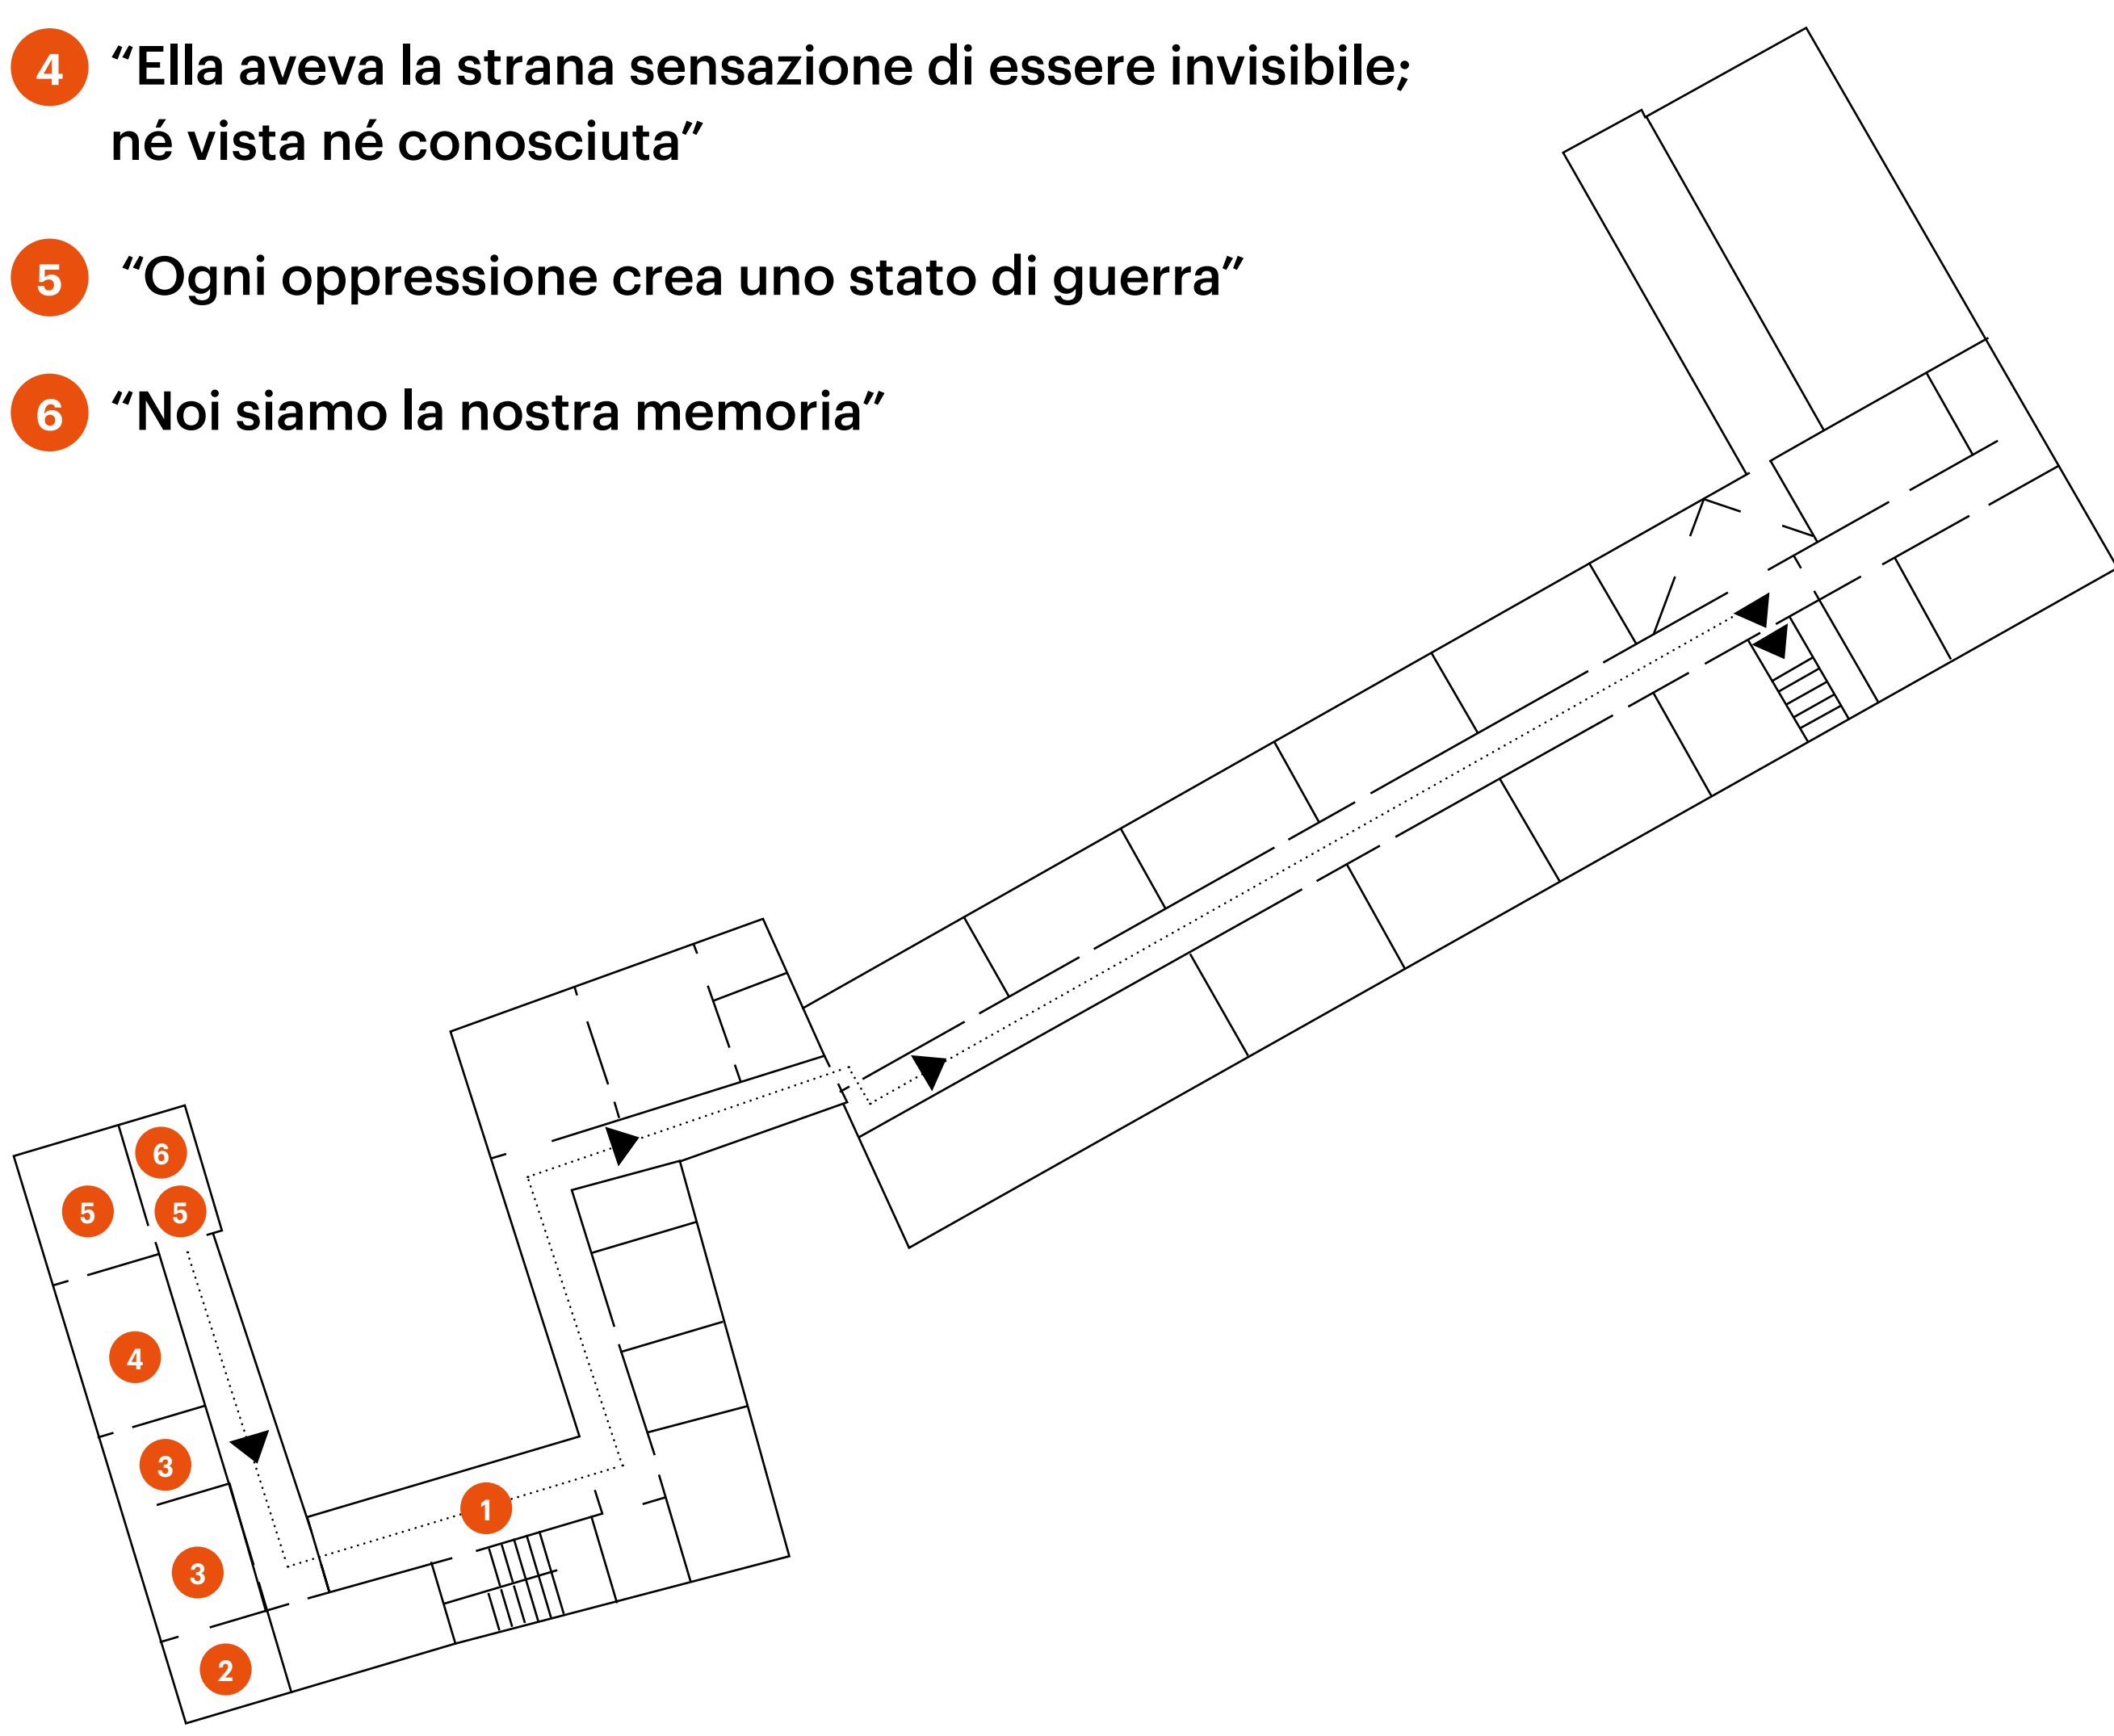 4 “Ella aveva la strana sensazione di essere invisibile;
né vista né conosciuta”
5 “Ogni oppressione crea uno stato di guerra”
6 “Noi siamo la nostra memoria”
6
5 5
4
3
1
3
2